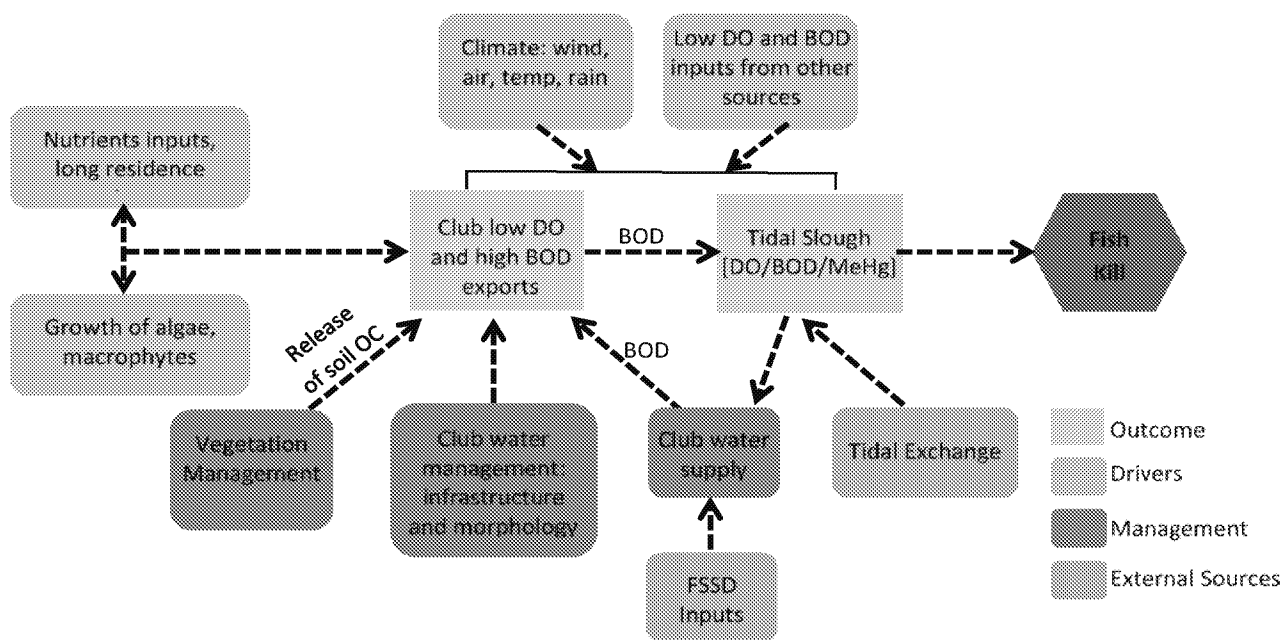 Climate: wind,
air, temp, rain
Low DO and BOD
inputs from other
sources
Nutrients inputs,
long residence
Club low DO
and high BOD
exports
BOD
Tidal Slough
[DO/BOD/MeHg]
Fish
Kill
Growth of algae,
macrophytes
Release
of soil OC
BOD
Vegetation
Management
Club water
management:
infrastructure
and morphology
Club water
supply
Tidal Exchange
FSSD
Inputs
Outcome
Drivers
Management
External Sources